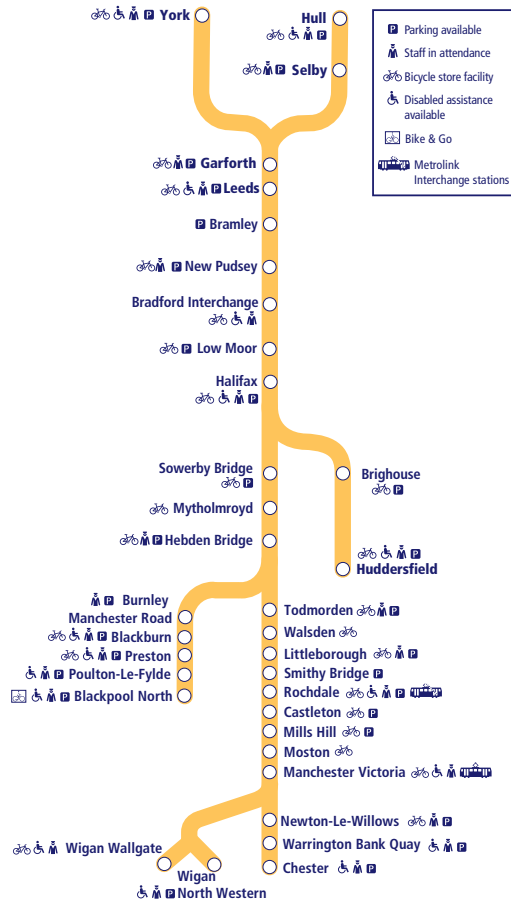 York
Hull
Selby
P Parking available
Staff in attendance
Bicycle store facility
Disabled assistance
available
Bike & Go
Metrolink
Interchange stations
P Garforth
P Leeds
P Bramley
P New Pudsey
Bradford Interchange
P Low Moor
Halifax
P
Sowerby Bridge
P
Brighouse
P
Mytholmroyd
P Hebden Bridge
P
Huddersfield
P Burnley
Manchester Road
P Blackburn
P Preston
P Poulton-Le-Fylde
P Blackpool North
Todmorden P
Walsden
Littleborough P
Smithy Bridge P
Rochdale P
Castleton P
Mills Hill P
Moston
Manchester Victoria
Newton-Le-Willows P
Warrington Bank Quay P
Chester P
Wigan Wallgate
Wigan
P North Western